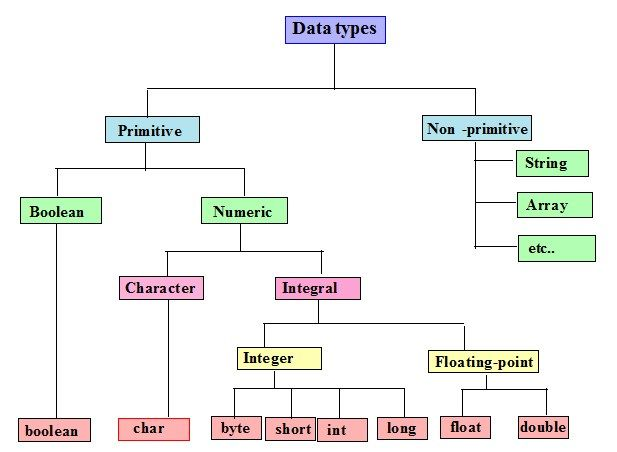 Data types
Primitive
Non -primitive
String
Boolean
Numeric
Array
etc..
Character
Integral
Integer
Floating-point
boolean
char
byte
short
int
long
float
double